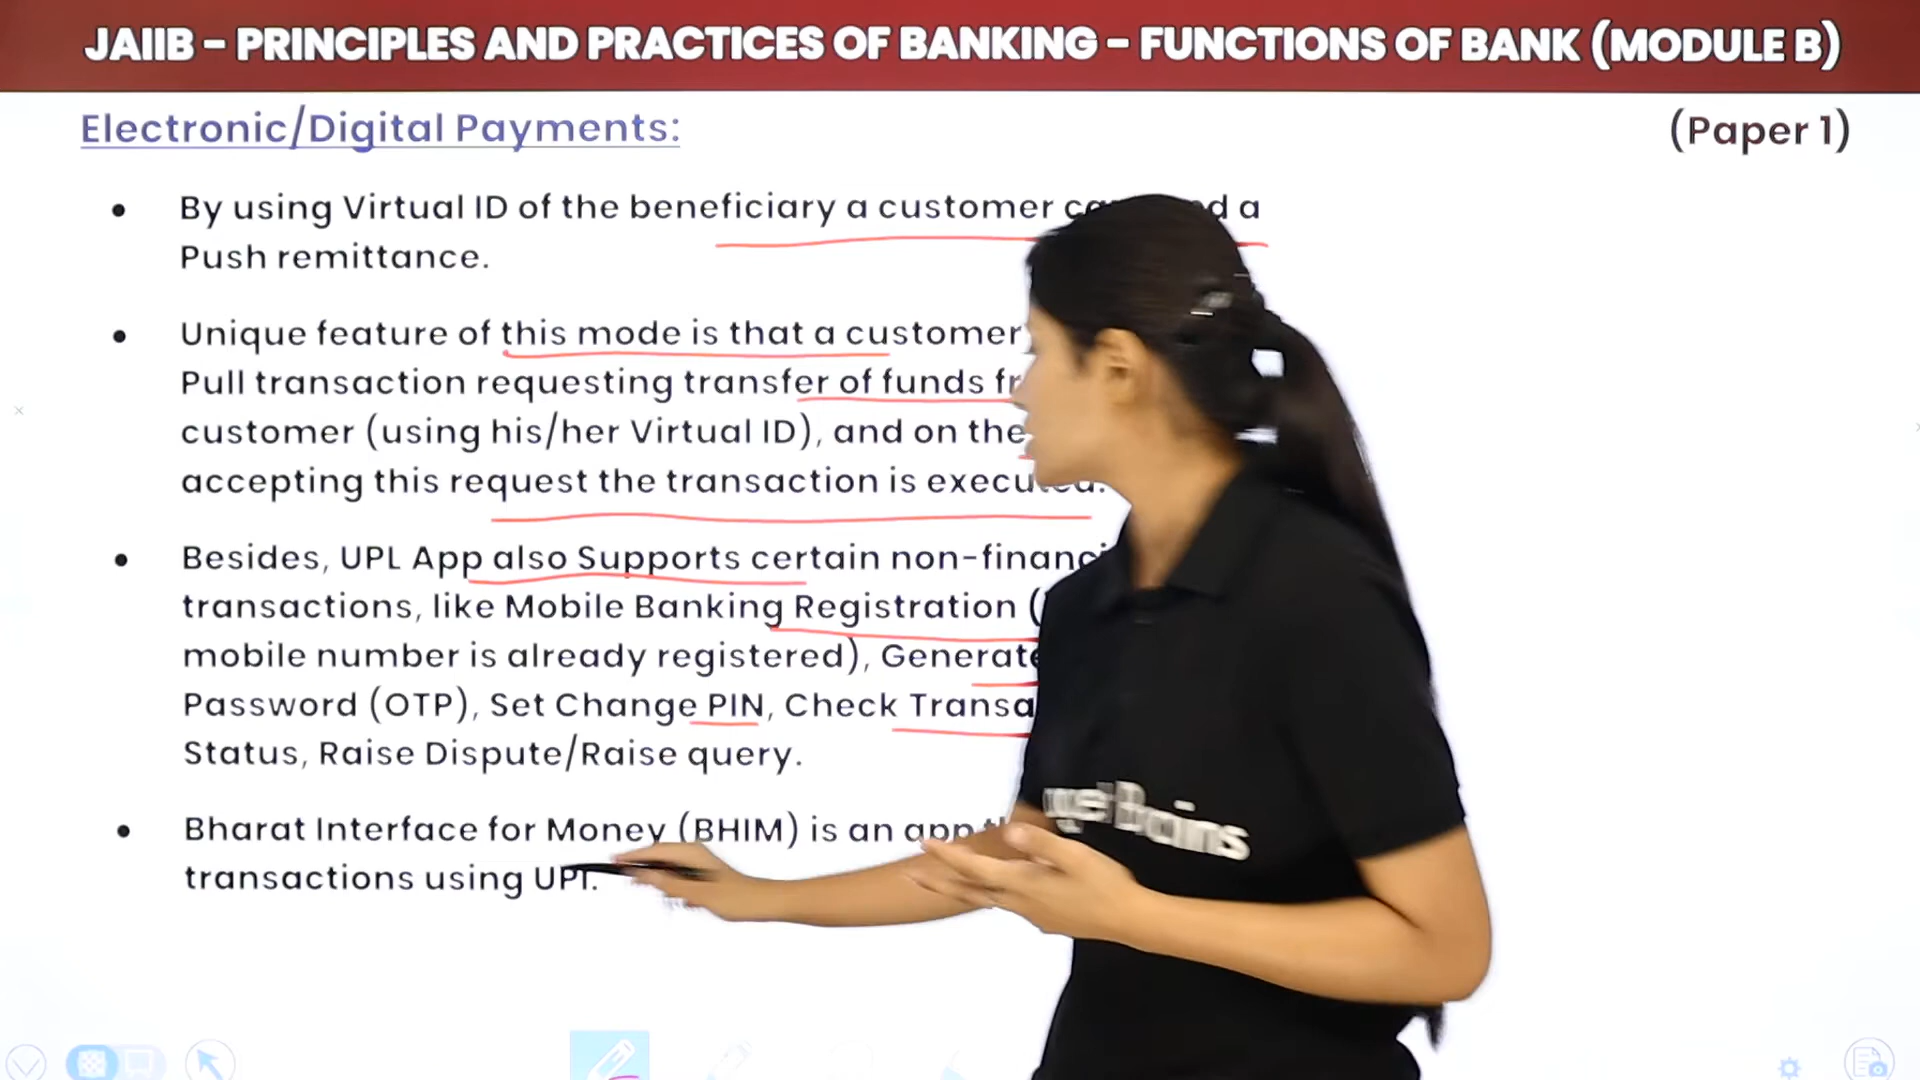 JAIIB - PRINCIPLES AND PRACTICES OF BANKING - FUNCTIONS OF BANK (MODULE B)
Electronic/Digital Payments:
(Paper 1)
• By using Virtual ID of the beneficiary a customer a
Push remittance.
• Unique feature of this mode is that a customer
Pull transaction requesting transfer of funds
customer (using his/her Virtual ID), and on the
accepting this request the transaction is executed.
• Besides, UPL App also Supports certain
transactions, like Mobile Banking Registration (
mobile number is already registered), Generate
Password (OTP), Set Change PIN, Check
Status, Raise Dispute/Raise query.
• Bharat Interface for Money (BHIM) is an app
transactions using UPI.
Brains